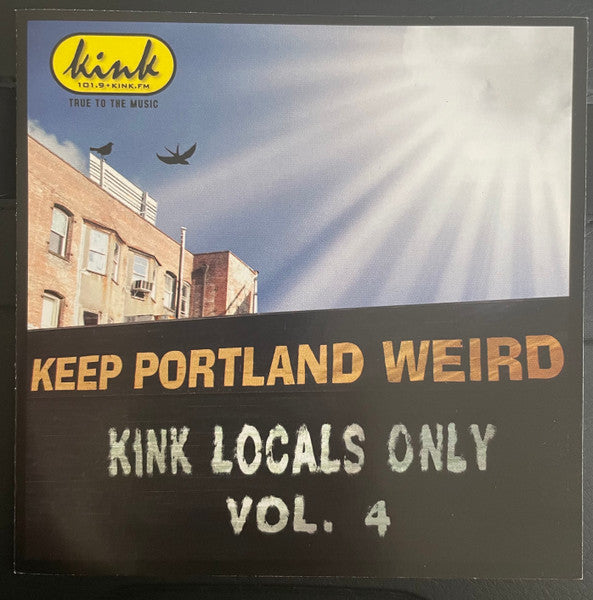 kink
101.9+KINK.FM
TRUE TO THE MUSIC
KEEP PORTLAND WEIRD
KINK LOCALS ONLY
VOL. 4